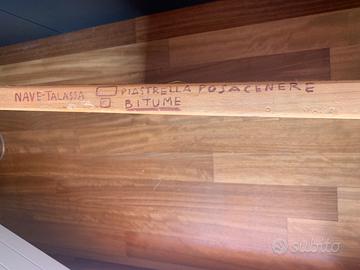 NAVE-TALASSA PIASTRELLA POSACENERE
BITUME
subito